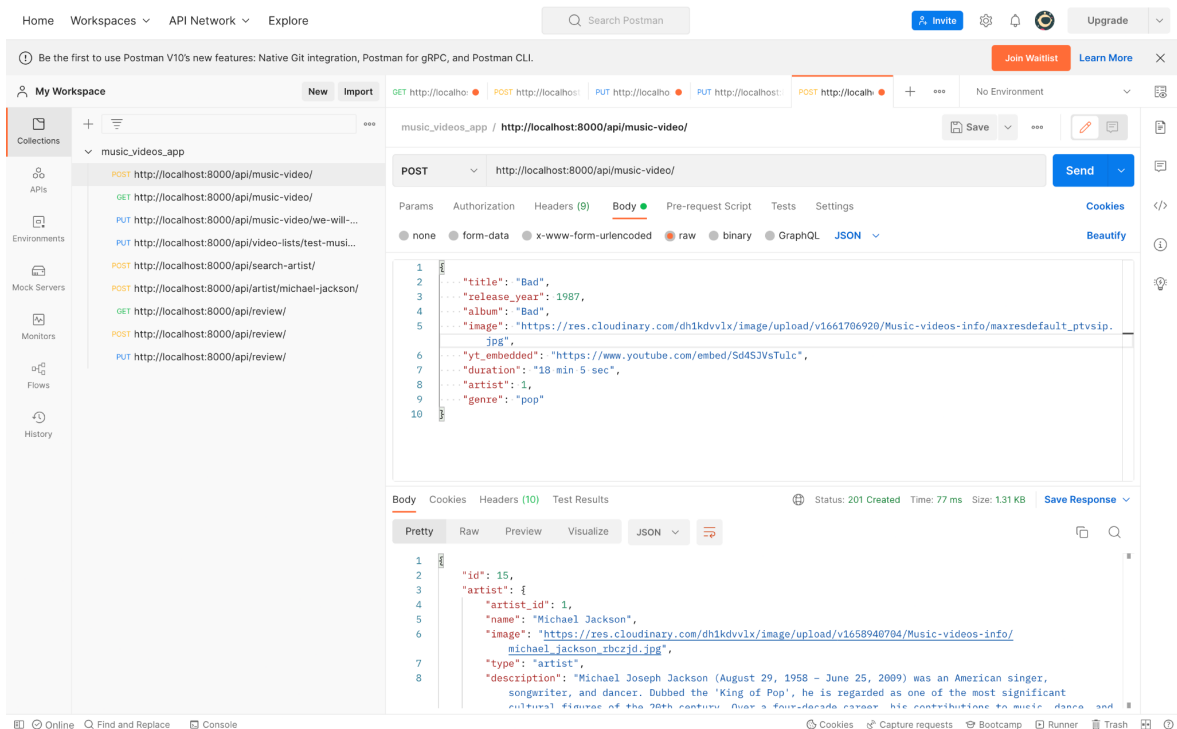 Home Workspaces API Network Explore Search Postman Invite Upgrade
Be the first to use Postman V10's new features: Native Git integration, Postman for gRPC, and Postman CLI. Join Waitlist Learn More
My Workspace New Import GET http://localho: POST http://localhost: PUT http://localho PUT http://localhost: POST http://localh No Environment
Collections
APIs
Environments
Mock Servers
Monitors
Flows
History
music_videos_app
POST http://localhost:8000/api/music-video/
GET http://localhost:8000/api/music-video/
PUT http://localhost:8000/api/music-video/we-will-...
PUT http://localhost:8000/api/video-lists/test-musi...
POST http://localhost:8000/api/search-artist/
POST http://localhost:8000/api/artist/michael-jackson/
GET http://localhost:8000/api/review/
POST http://localhost:8000/api/review/
PUT http://localhost:8000/api/review/
music_videos_app / http://localhost:8000/api/music-video/ Save
POST http://localhost:8000/api/music-video/ Send
Params Authorization Headers (9) Body Pre-request Script Tests Settings Cookies
none form-data x-www-form-urlencoded raw binary GraphQL JSON Beautify
1 {
2 "title": "Bad",
3 "release_year": 1987,
4 "album": "Bad",
5 "image": "https://res.cloudinary.com/dh1kdvvlx/image/upload/v1661706920/Music-videos-info/maxresdefault_ptvsip.
jpg",
6 "yt_embedded": "https://www.youtube.com/embed/Sd4SJVsTulc",
7 "duration": "18 min 5 sec",
8 "artist": 1,
9 "genre": "pop"
10 }
Body Cookies Headers (10) Test Results Status: 201 Created Time: 77 ms Size: 1.31 KB Save Response
Pretty Raw Preview Visualize JSON
1 {
2 "id": 15,
3 "artist": {
4 "artist_id": 1,
5 "name": "Michael Jackson",
6 "image": "https://res.cloudinary.com/dh1kdvvlx/image/upload/v1658940704/Music-videos-info/
michael_jackson_rbczjd.jpg",
7 "type": "artist",
8 "description": "Michael Joseph Jackson (August 29, 1958 – June 25, 2009) was an American singer,
songwriter, and dancer. Dubbed the 'King of Pop', he is regarded as one of the most significant
cultural figures of the 20th century. Over a four-decade career, his contributions to music, dance, and
Online Find and Replace Console Cookies Capture requests Bootcamp Runner Trash